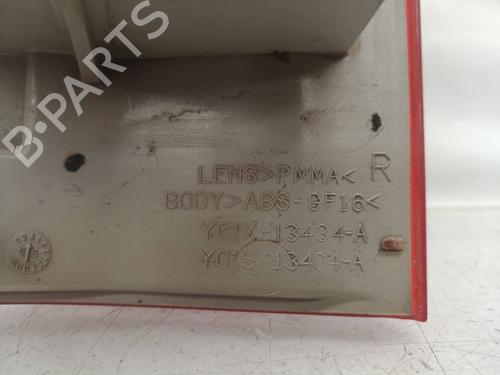 B-PARTS
LENS>PMMA< R
BODY>ABS-GF16<
YC1X-13434-A
YC15-13404-A